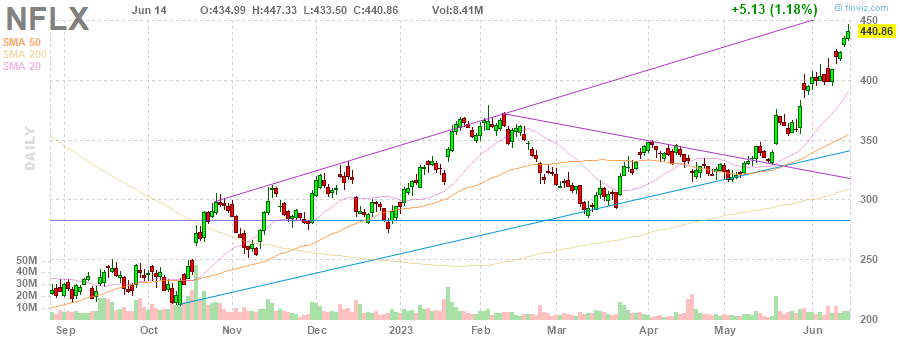 NFLX Jun 14 O:434.99 H:447.33 L:433.50 C:440.86 Vol:8.41M +5.13 (1.18%) © finviz.com
SMA 50
SMA 200
SMA 20
DAILY
450
440.86
400
350
300
250
200
50M
40M
30M
20M
10M
Sep Oct Nov Dec 2023 Feb Mar Apr May Jun